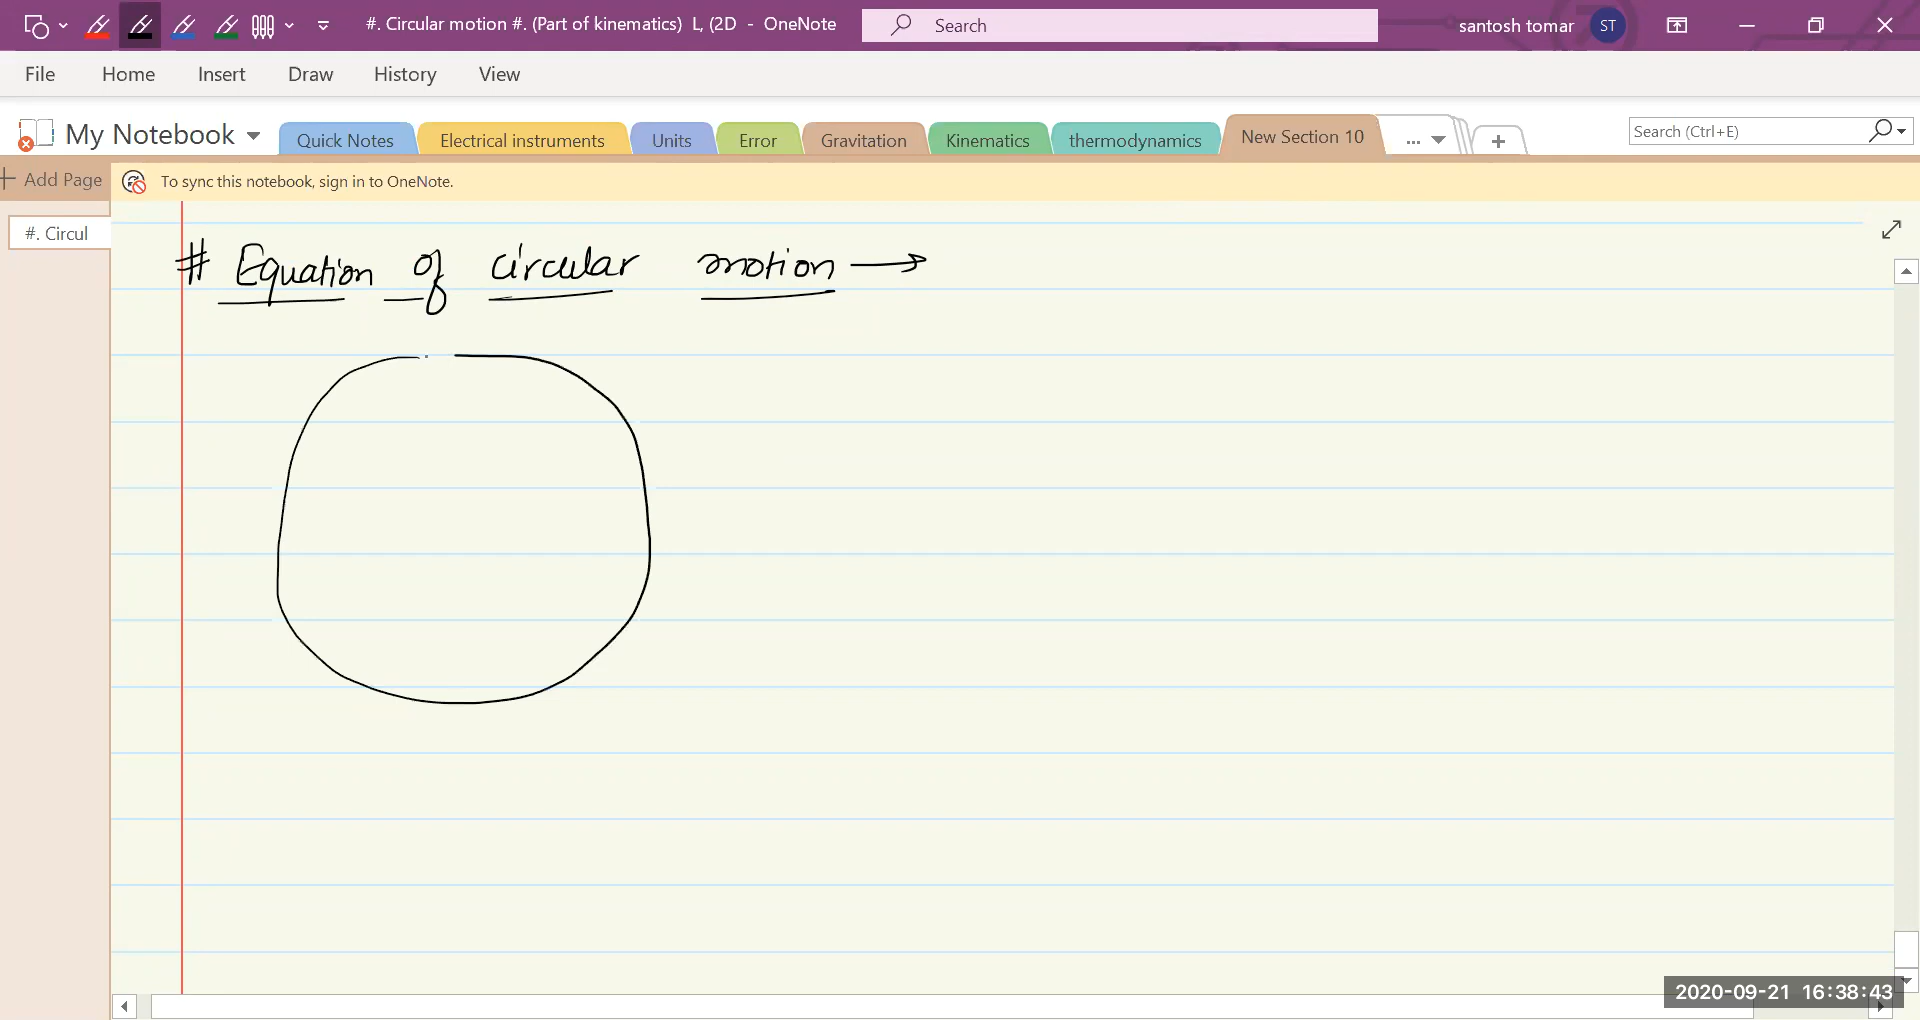 #. Circular motion #. (Part of kinematics) L, (2D - OneNote
Search
santosh tomar
ST
File Home Insert Draw History View
My Notebook
Quick Notes
Electrical instruments
Units
Error
Gravitation
Kinematics
thermodynamics
New Section 10
...
Search (Ctrl+E)
Add Page
To sync this notebook, sign in to OneNote.
#. Circul
# Equation of circular motion →
2020-09-21 16:38:43